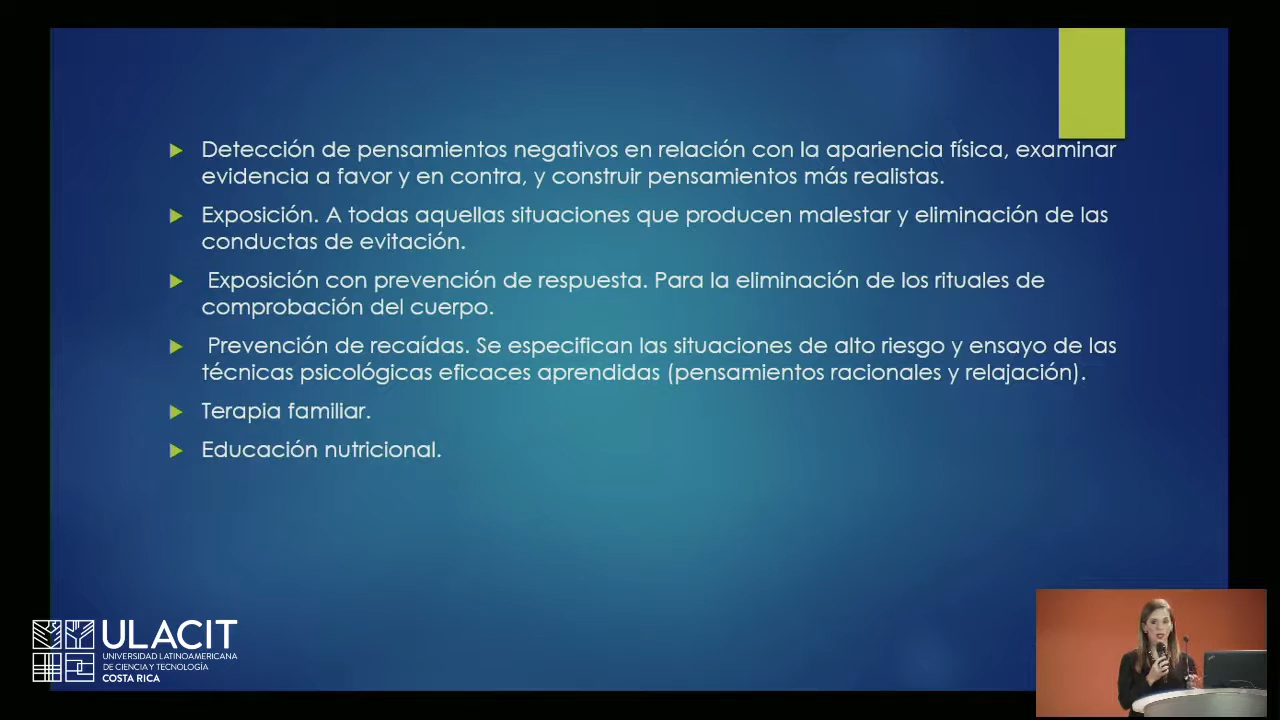 Detección de pensamientos negativos en relación con la apariencia física, examinar
evidencia a favor y en contra, y construir pensamientos más realistas.
Exposición. A todas aquellas situaciones que producen malestar y eliminación de las
conductas de evitación.
Exposición con prevención de respuesta. Para la eliminación de los rituales de
comprobación del cuerpo.
Prevención de recaídas. Se especifican las situaciones de alto riesgo y ensayo de las
técnicas psicológicas eficaces aprendidas (pensamientos racionales y relajación).
Terapia familiar.
Educación nutricional.
ULACIT
UNIVERSIDAD LATINOAMERICANA
DE CIENCIA Y TECNOLOGÍA
COSTA RICA